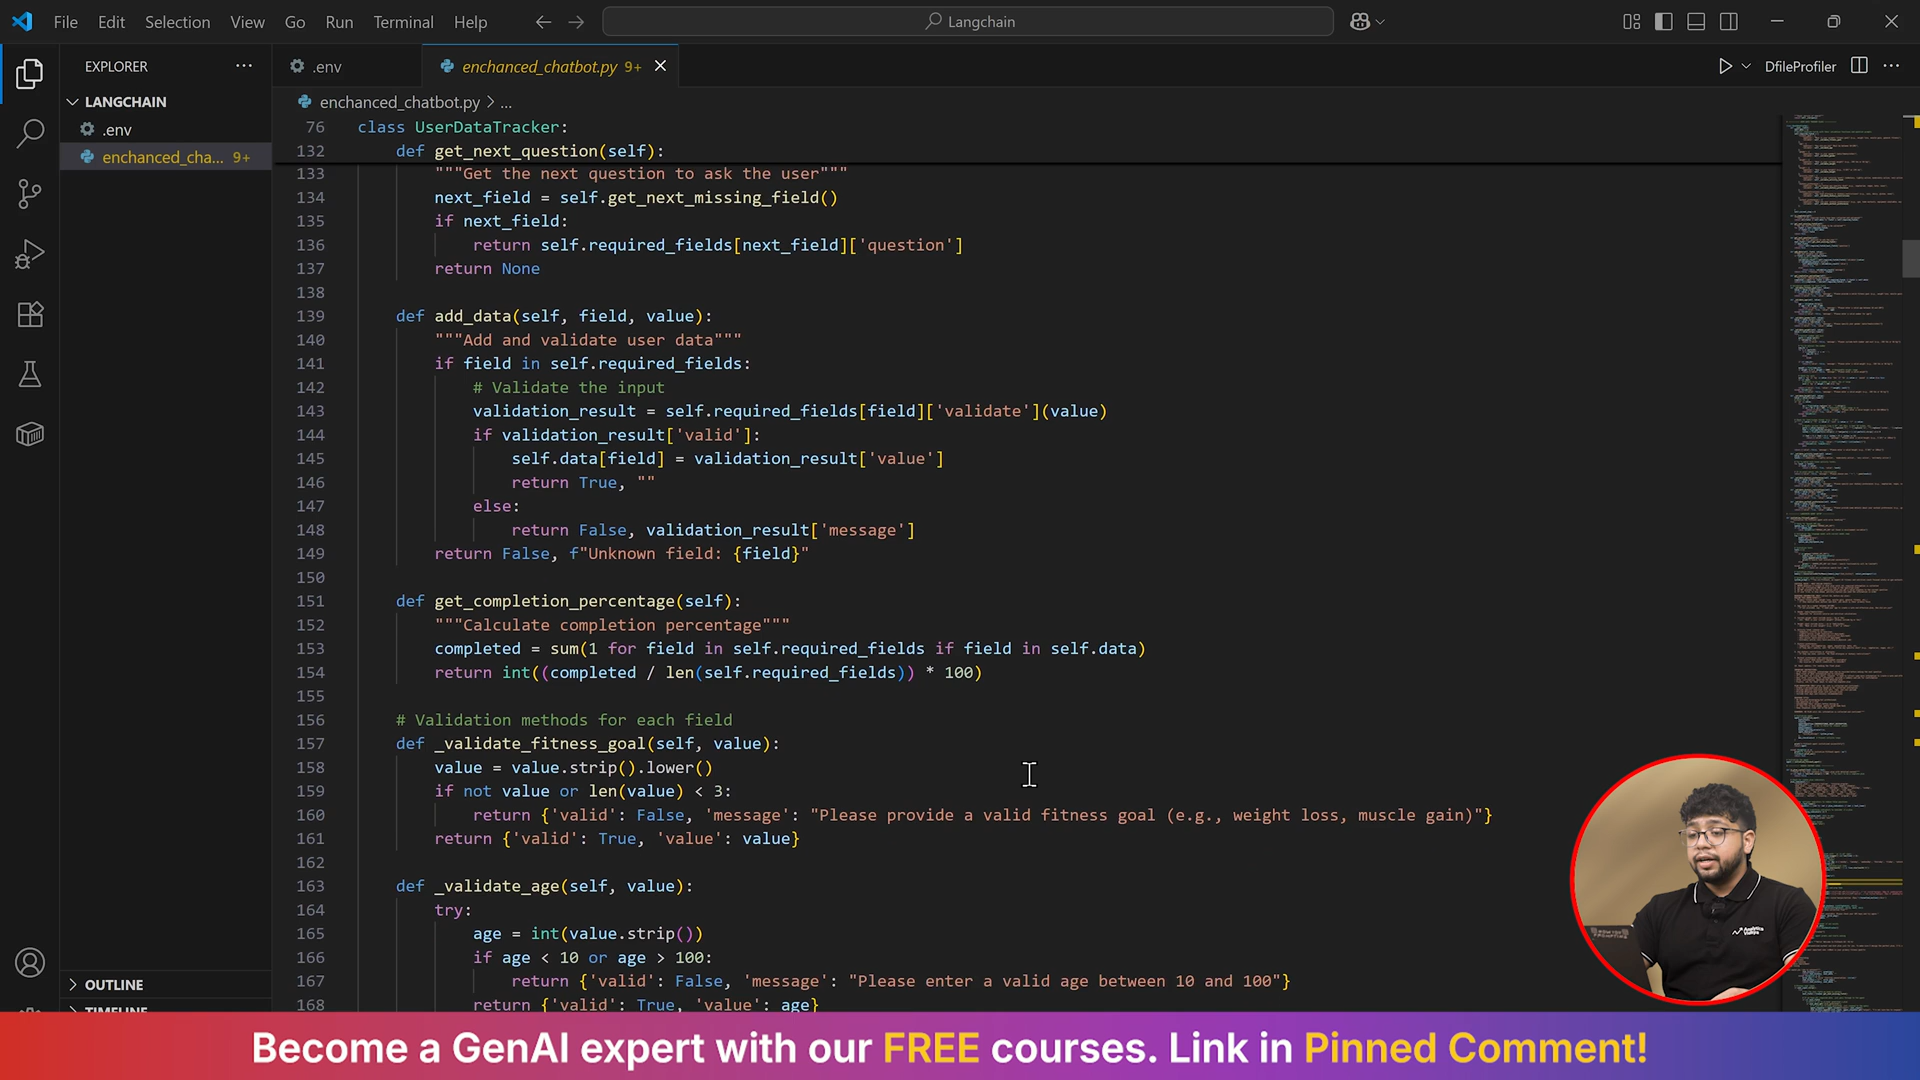 File Edit Selection View Go Run Terminal Help
Langchain
EXPLORER
.env
enchanced_chatbot.py 9+
DfileProfiler
LANGCHAIN
.env
enchanced_cha... 9+
OUTLINE
TIMELINE
enchanced_chatbot.py > ...
76 class UserDataTracker:
132 def get_next_question(self):
133 """Get the next question to ask the user"""
134 next_field = self.get_next_missing_field()
135 if next_field:
136 return self.required_fields[next_field]['question']
137 return None
138
139 def add_data(self, field, value):
140 """Add and validate user data"""
141 if field in self.required_fields:
142 # Validate the input
143 validation_result = self.required_fields[field]['validate'](value)
144 if validation_result['valid']:
145 self.data[field] = validation_result['value']
146 return True, ""
147 else:
148 return False, validation_result['message']
149 return False, f"Unknown field: {field}"
150
151 def get_completion_percentage(self):
152 """Calculate completion percentage"""
153 completed = sum(1 for field in self.required_fields if field in self.data)
154 return int((completed / len(self.required_fields)) * 100)
155
156 # Validation methods for each field
157 def _validate_fitness_goal(self, value):
158 value = value.strip().lower()
159 if not value or len(value) < 3:
160 return {'valid': False, 'message': "Please provide a valid fitness goal (e.g., weight loss, muscle gain)"}
161 return {'valid': True, 'value': value}
162
163 def _validate_age(self, value):
164 try:
165 age = int(value.strip())
166 if age < 10 or age > 100:
167 return {'valid': False, 'message': "Please enter a valid age between 10 and 100"}
168 return {'valid': True, 'value': age}
Analytics Vidhya
Become a GenAI expert with our FREE courses. Link in Pinned Comment!